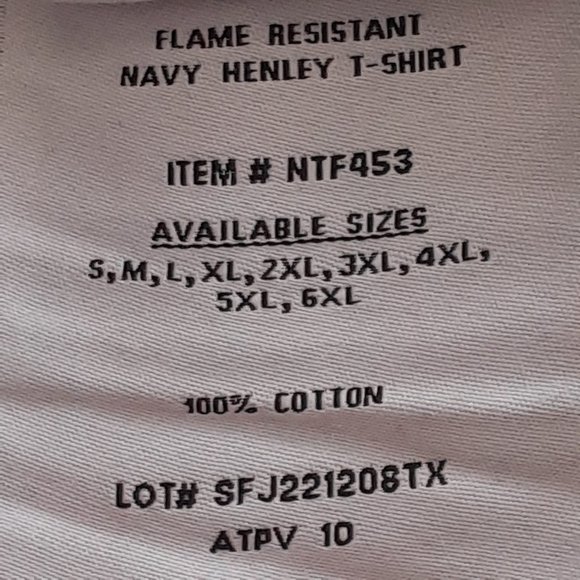 FLAME RESISTANT
NAVY HENLEY T-SHIRT
ITEM # NTF453
AVAILABLE SIZES
S, M, L, XL, 2XL, 3XL, 4XL,
5XL, 6XL
100% COTTON
LOT# SFJ221208TX
ATPV 10